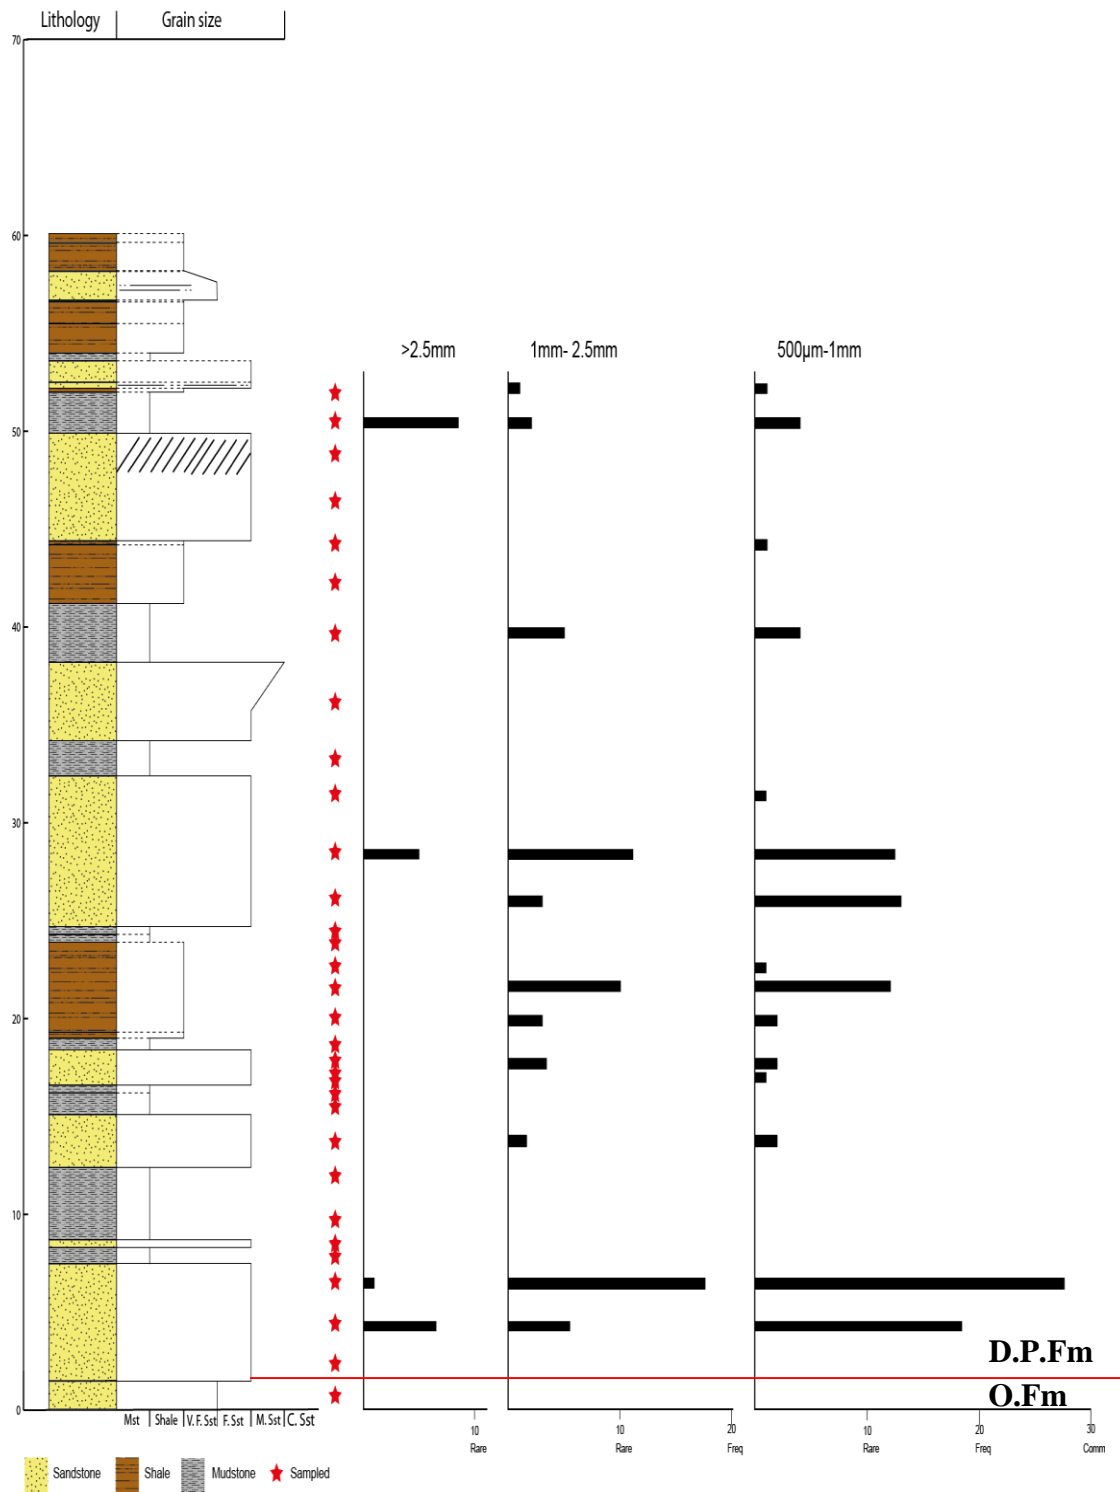 Lithology Grain size
70
60
>2.5mm 1mm- 2.5mm 500µm-1mm
50
40
30
20
10
D.P.Fm
O.Fm
0
Mst Shale V. F. Sst F. Sst M. Sst C. Sst
10 10 20 10 20 30
Rare Rare Freq Rare Freq Comm
Sandstone Shale Mudstone Sampled